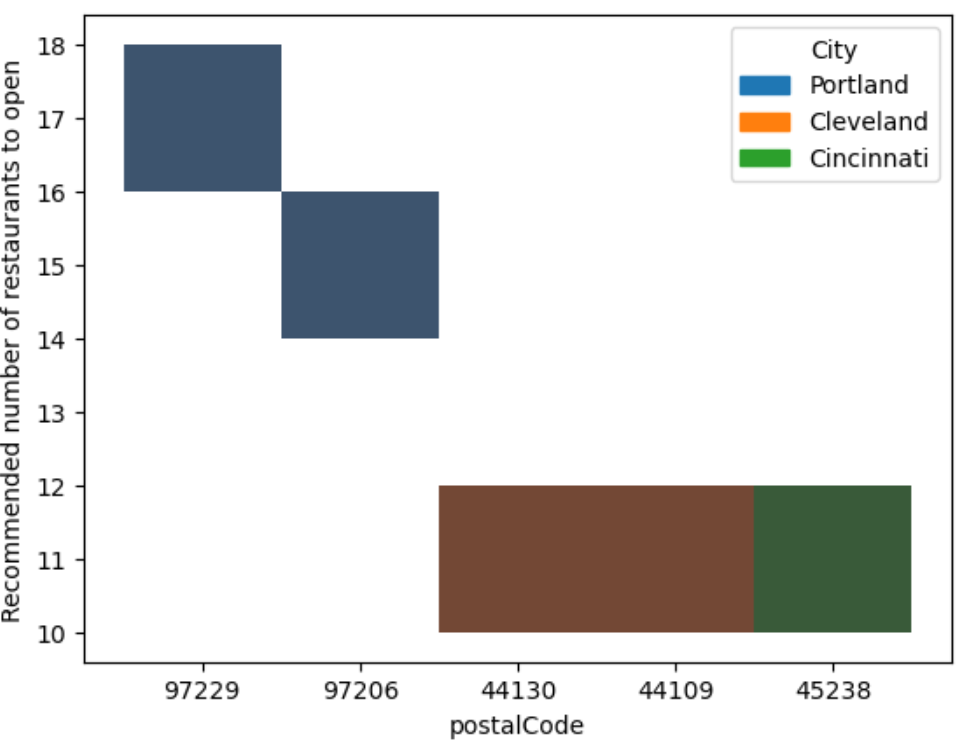 Recommended number of restaurants to open
18
17
16
15
14
13
12
11
10
City
Portland
Cleveland
Cincinnati
97229 97206 44130 44109 45238
postalCode